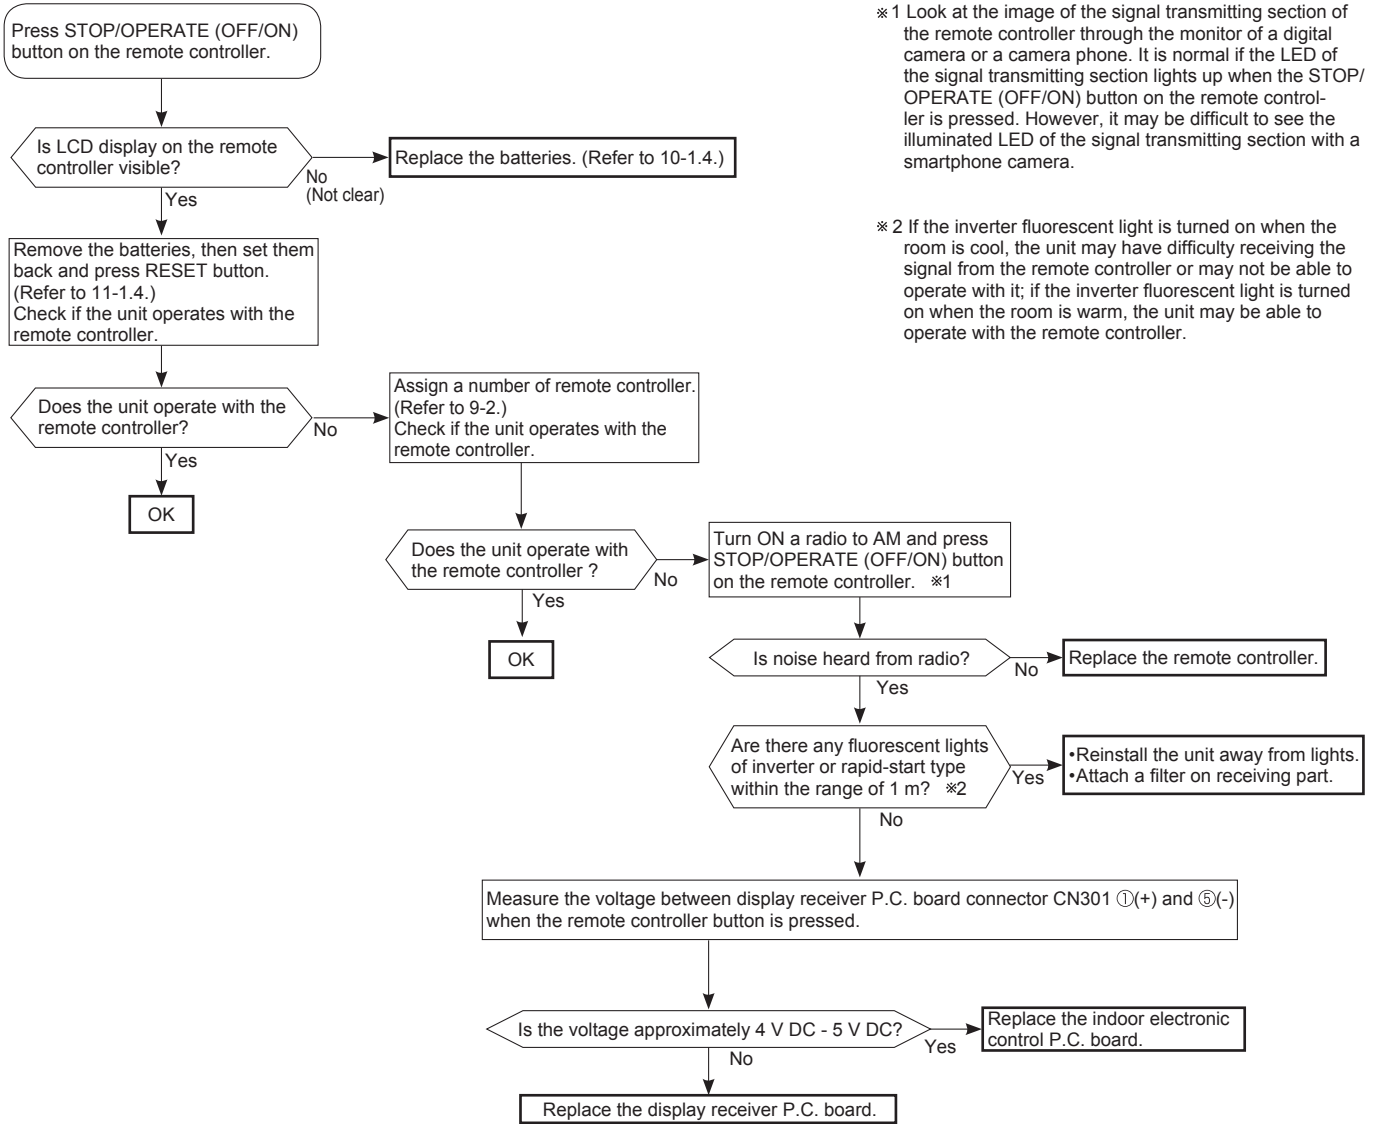 Press STOP/OPERATE (OFF/ON)
button on the remote controller.
Is LCD display on the remote
controller visible?
No
(Not clear)
Replace the batteries. (Refer to 10-1.4.)
Yes
Remove the batteries, then set them
back and press RESET button.
(Refer to 11-1.4.)
Check if the unit operates with the
remote controller.
Does the unit operate with the
remote controller?
No
Yes
OK
Assign a number of remote controller.
(Refer to 9-2.)
Check if the unit operates with the
remote controller.
Does the unit operate with
the remote controller ?
No
Yes
OK
Turn ON a radio to AM and press
STOP/OPERATE (OFF/ON) button
on the remote controller. ※1
Is noise heard from radio?
No
Replace the remote controller.
Yes
Are there any fluorescent lights
of inverter or rapid-start type
within the range of 1 m? ※2
Yes
•Reinstall the unit away from lights.
•Attach a filter on receiving part.
No
Measure the voltage between display receiver P.C. board connector CN301 ①(+) and ⑤(-)
when the remote controller button is pressed.
Is the voltage approximately 4 V DC - 5 V DC?
Yes
Replace the indoor electronic
control P.C. board.
No
Replace the display receiver P.C. board.
※1 Look at the image of the signal transmitting section of
the remote controller through the monitor of a digital
camera or a camera phone. It is normal if the LED of
the signal transmitting section lights up when the STOP/
OPERATE (OFF/ON) button on the remote control-
ler is pressed. However, it may be difficult to see the
illuminated LED of the signal transmitting section with a
smartphone camera.
※2 If the inverter fluorescent light is turned on when the
room is cool, the unit may have difficulty receiving the
signal from the remote controller or may not be able to
operate with it; if the inverter fluorescent light is turned
on when the room is warm, the unit may be able to
operate with the remote controller.